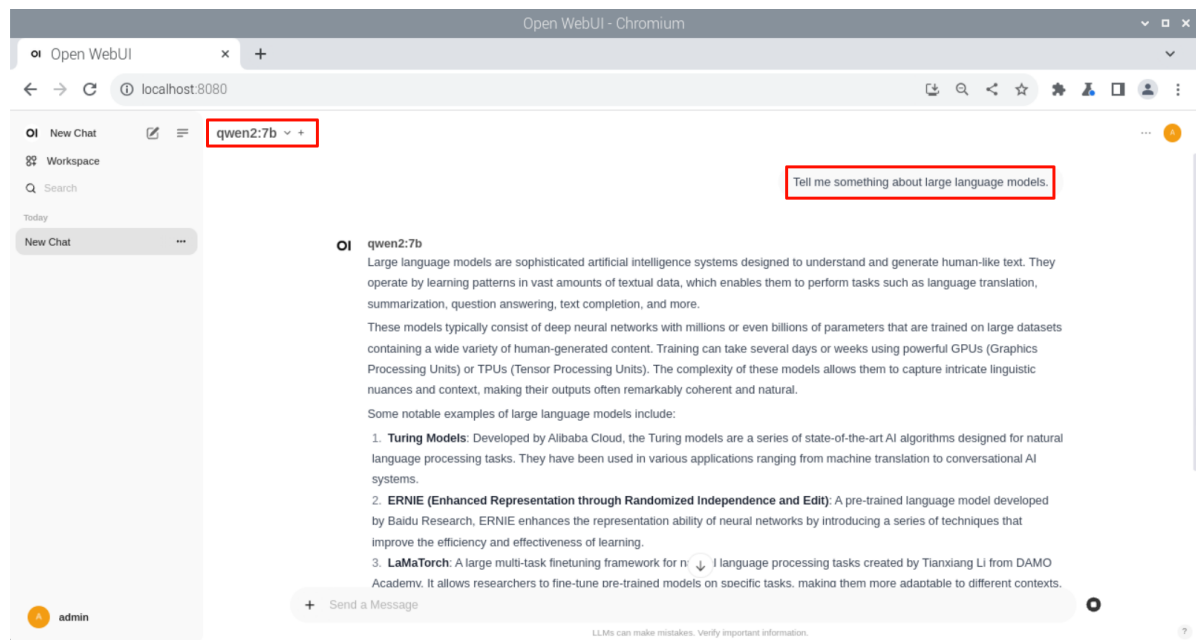 Open WebUI - Chromium
OI Open WebUI
localhost:8080
OI New Chat
qwen2:7b
A
Workspace
Search
Tell me something about large language models.
Today
New Chat
OI qwen2:7b
Large language models are sophisticated artificial intelligence systems designed to understand and generate human-like text. They
operate by learning patterns in vast amounts of textual data, which enables them to perform tasks such as language translation,
summarization, question answering, text completion, and more.
These models typically consist of deep neural networks with millions or even billions of parameters that are trained on large datasets
containing a wide variety of human-generated content. Training can take several days or weeks using powerful GPUs (Graphics
Processing Units) or TPUs (Tensor Processing Units). The complexity of these models allows them to capture intricate linguistic
nuances and context, making their outputs often remarkably coherent and natural.
Some notable examples of large language models include:
1. Turing Models: Developed by Alibaba Cloud, the Turing models are a series of state-of-the-art AI algorithms designed for natural
language processing tasks. They have been used in various applications ranging from machine translation to conversational AI
systems.
2. ERNIE (Enhanced Representation through Randomized Independence and Edit): A pre-trained language model developed
by Baidu Research, ERNIE enhances the representation ability of neural networks by introducing a series of techniques that
improve the efficiency and effectiveness of learning.
3. LaMaTorch: A large multi-task finetuning framework for language processing tasks created by Tianxiang Li from DAMO
Academy. It allows researchers to fine-tune pre-trained models on specific tasks, making them more adaptable to different contexts.
Send a Message
A admin
LLMs can make mistakes. Verify important information.
?